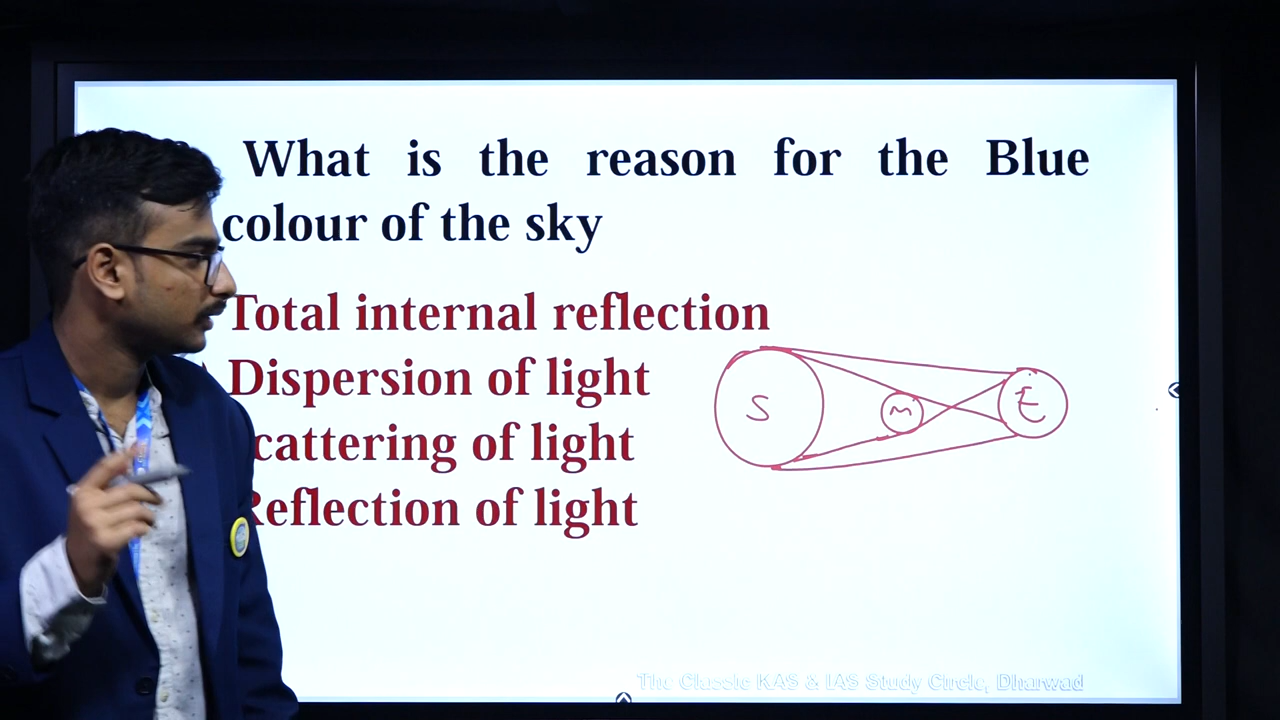 What is the reason for the Blue
colour of the sky
Total internal reflection
Dispersion of light
cattering of light
Reflection of light
S
M
E
The Classic KAS & IAS Study Circle, Dharwad